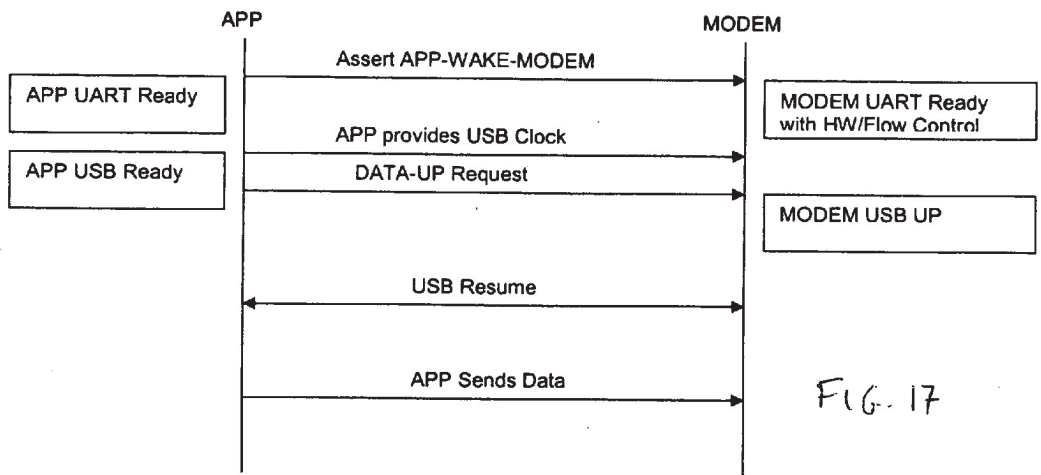 APP
MODEM
Assert APP-WAKE-MODEM
APP UART Ready
MODEM UART Ready
with HW/Flow Control
APP provides USB Clock
APP USB Ready
DATA-UP Request
MODEM USB UP
USB Resume
APP Sends Data
FIG. 17